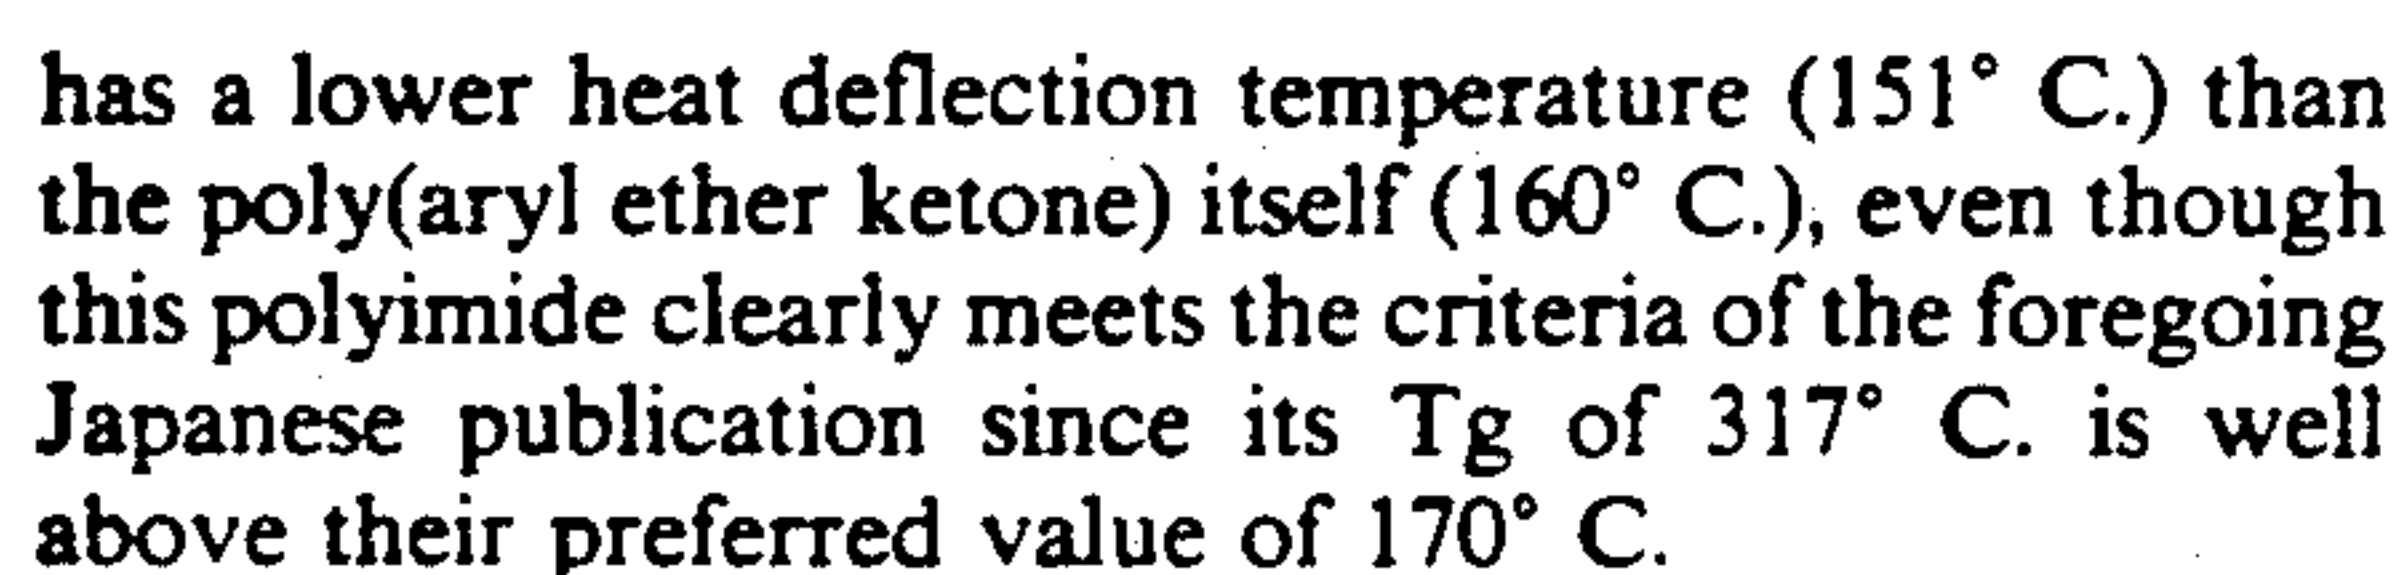 has a lower heat deflection temperature (151° C.) than
the poly(aryl ether ketone) itself (160° C.), even though
this polyimide clearly meets the criteria of the foregoing
Japanese publication since its Tg of 317° C. is well
above their preferred value of 170° C.